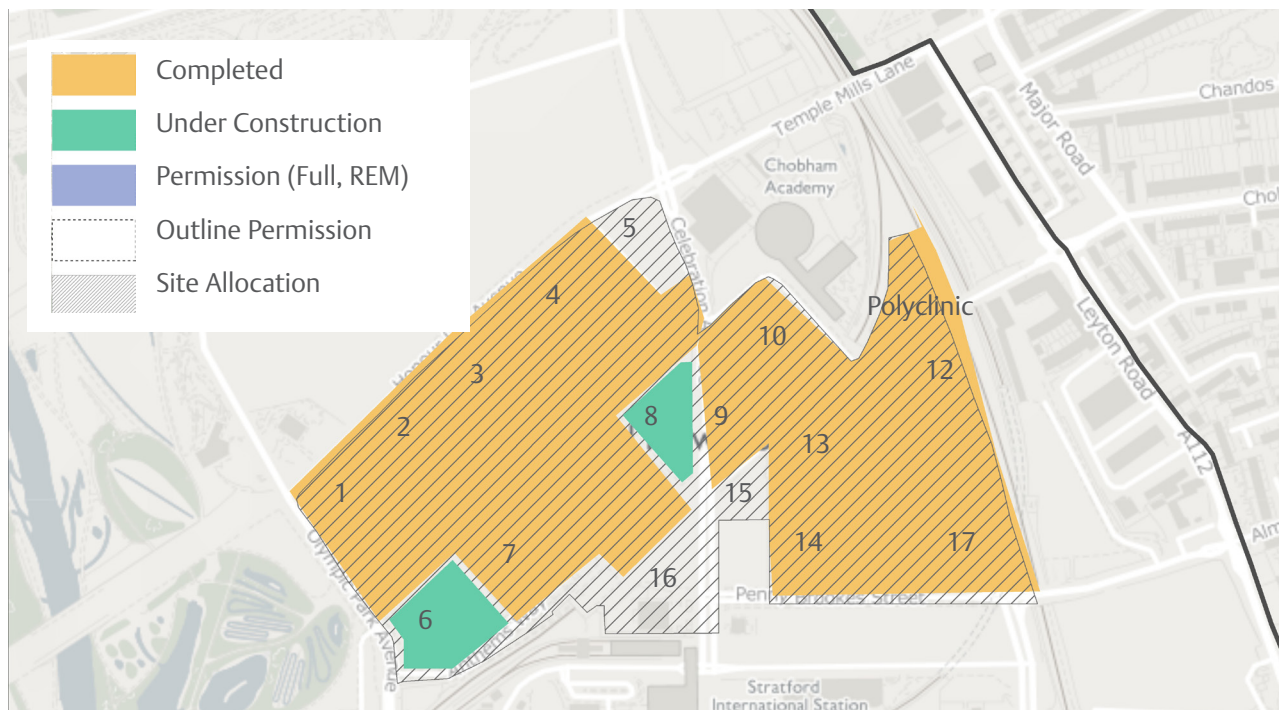 Completed
Under Construction
Permission (Full, REM)
Outline Permission
Site Allocation
Temple Mills Lane
Major Road
Chandos
Chobham
Academy
5
Celebration
4
Polyclinic
10
Leyton Road
3
12
2
8
9
13
A112
1
15
14
17
7
16
6
Olympic Park Avenue
Penny Brookes Street
Stratford
International Station